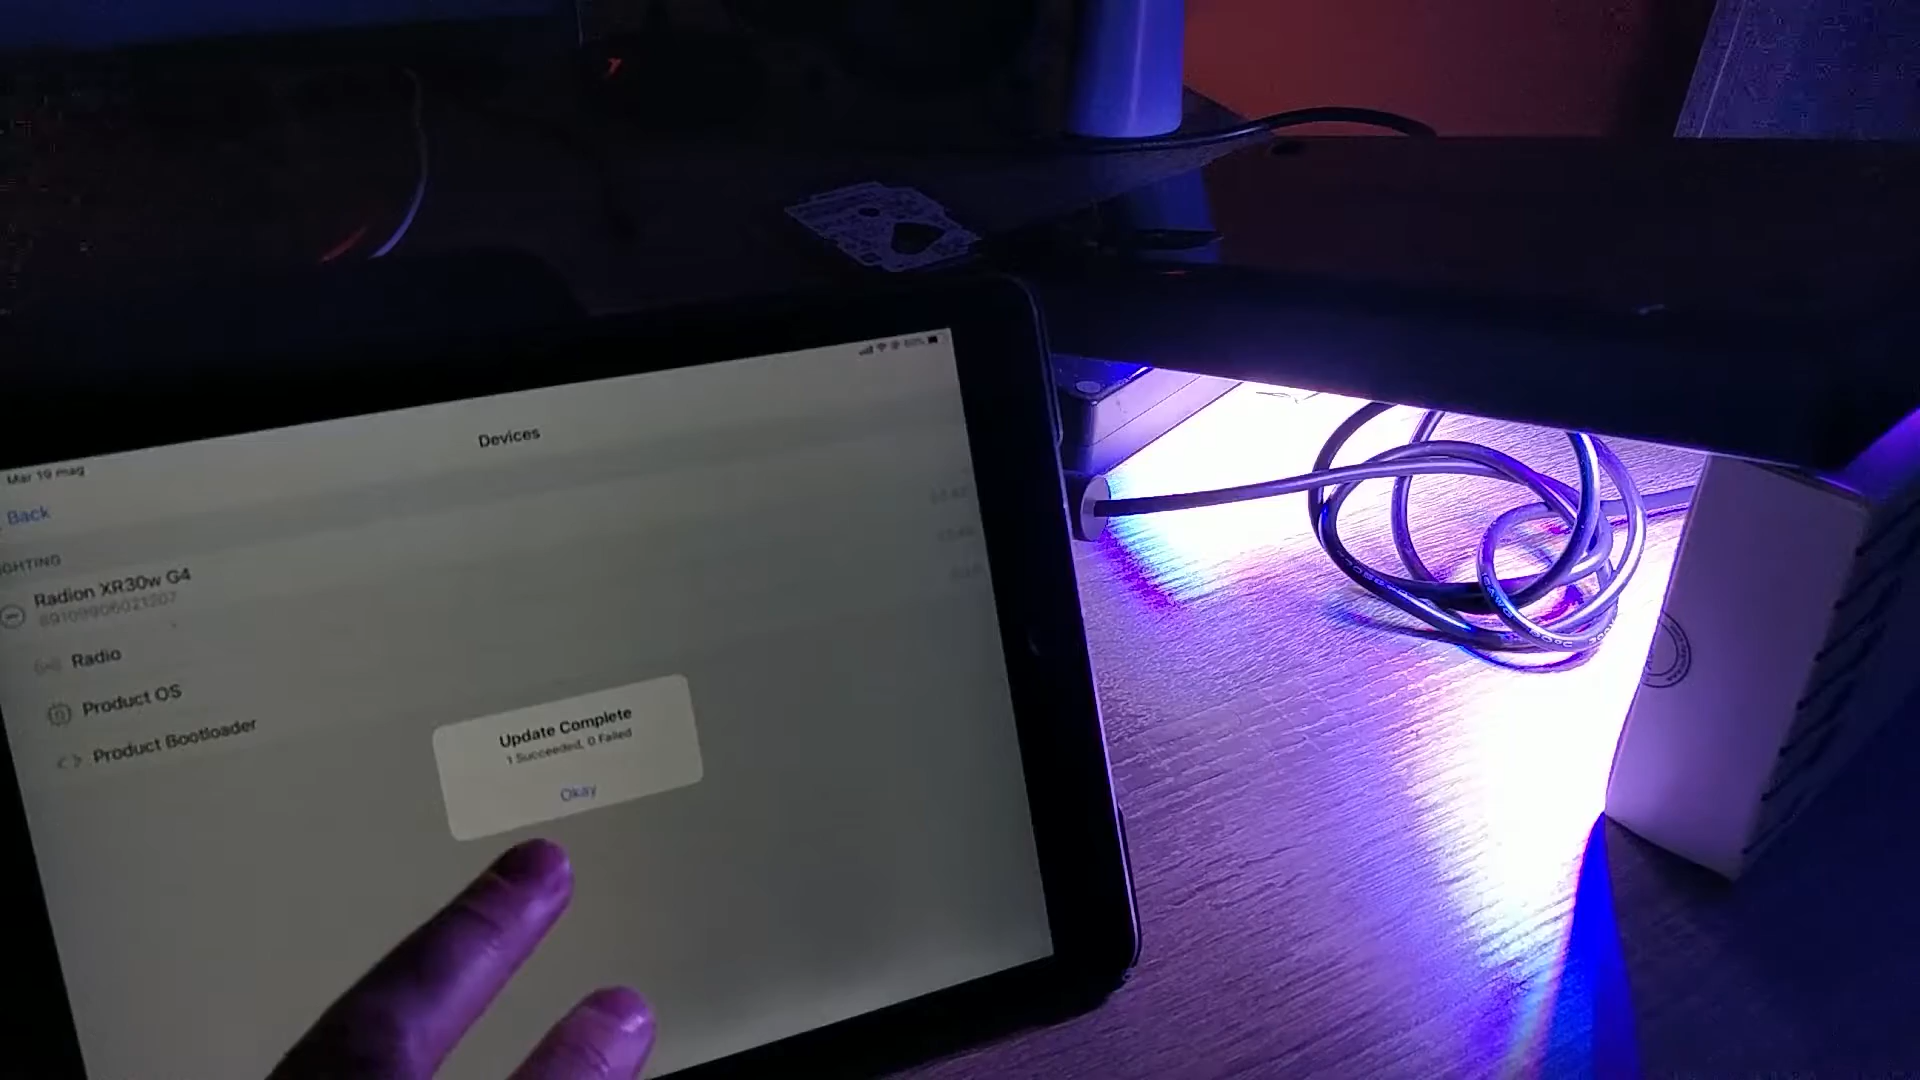 Mar 19 mag
Devices
Back
Radion XR30w G4
Radio
Product OS
Product Bootloader
Update Complete
1 Succeeded, 0 Failed
Okay